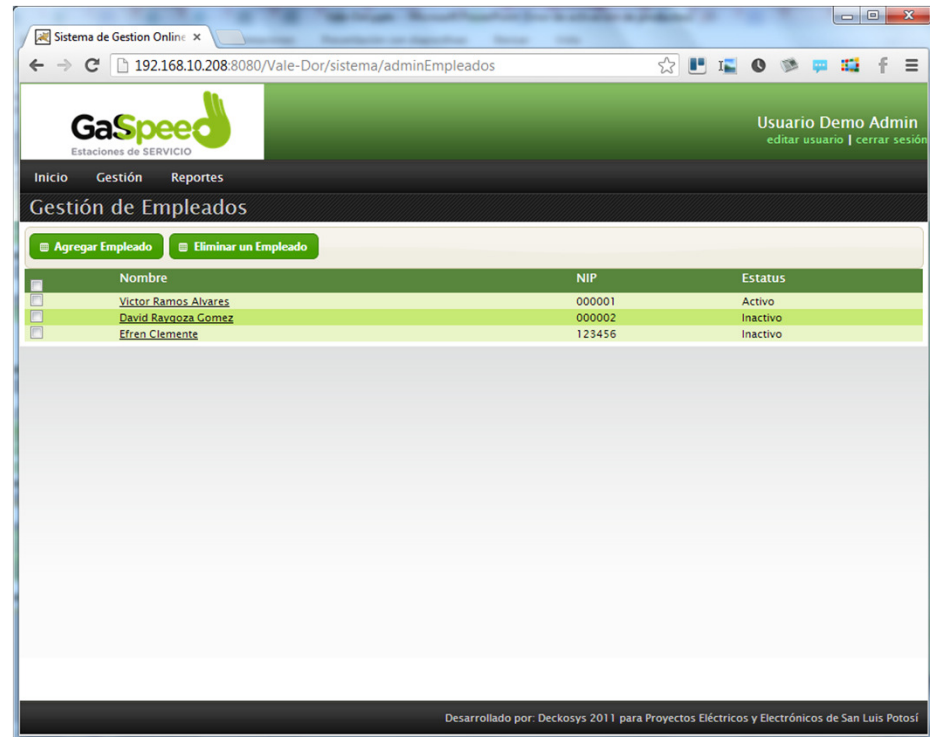 Sistema de Gestion Online
192.168.10.208:8080/Vale-Dor/sistema/adminEmpleados
GaSpeed
Estaciones de SERVICIO
Usuario Demo Admin
editar usuario | cerrar sesión
Inicio Gestión Reportes
Gestión de Empleados
Agregar Empleado Eliminar un Empleado
Nombre NIP Estatus
Victor Ramos Alvares 000001 Activo
David Raygoza Gomez 000002 Inactivo
Efren Clemente 123456 Inactivo
Desarrollado por: Deckosys 2011 para Proyectos Eléctricos y Electrónicos de San Luis Potosí